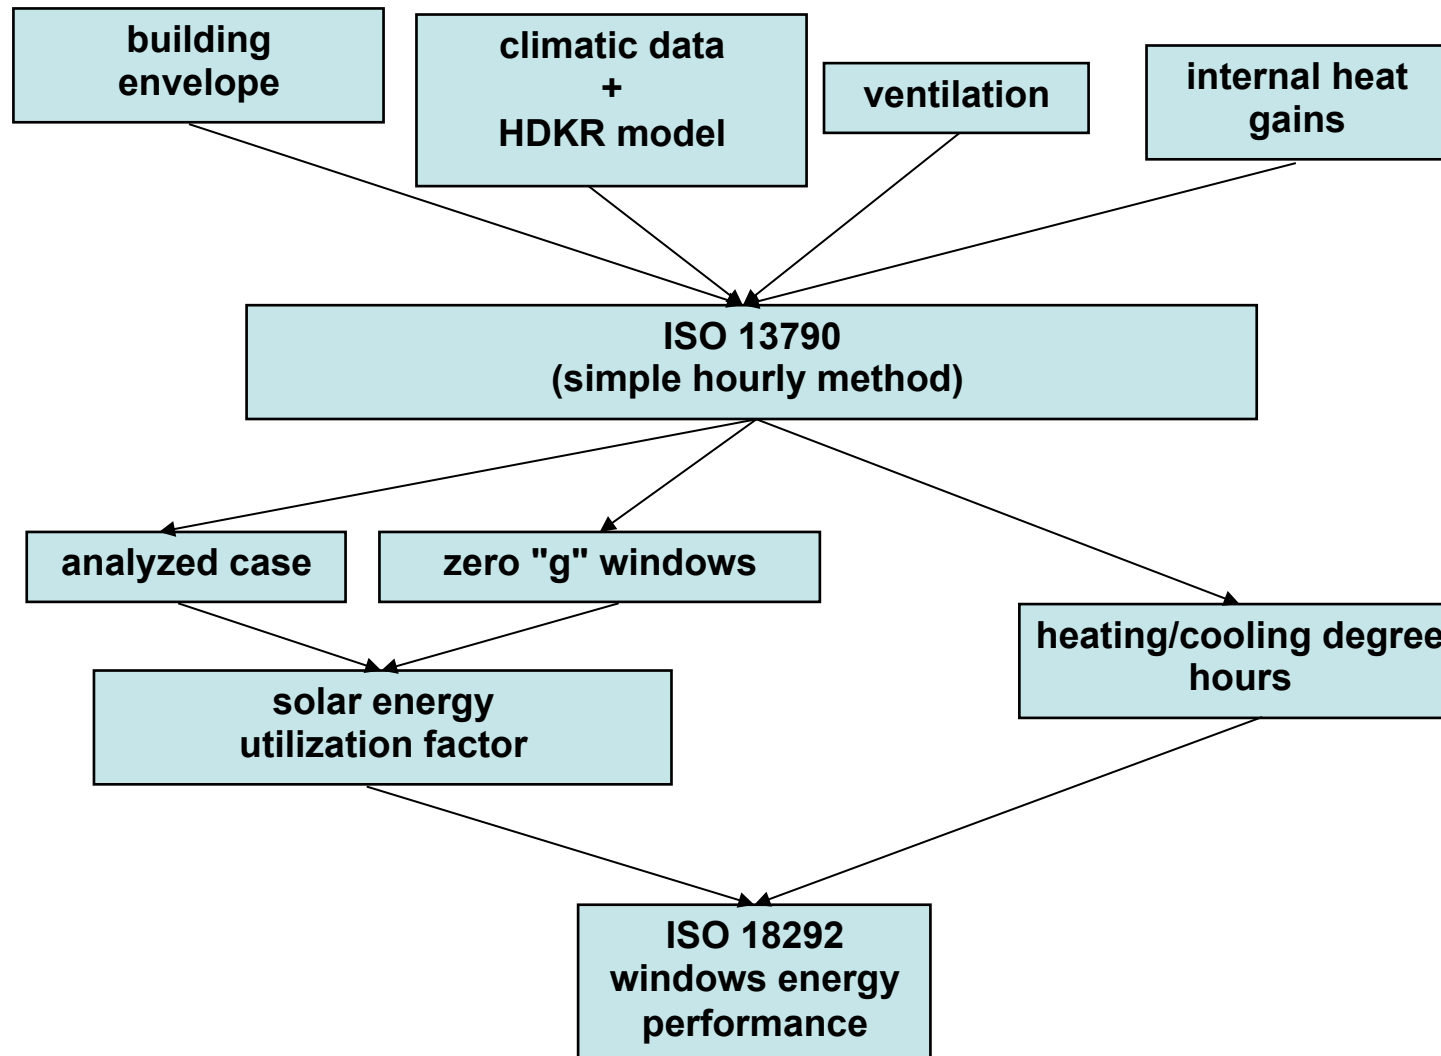 building
envelope
climatic data
+
HDKR model
ventilation
internal heat
gains
ISO 13790
(simple hourly method)
analyzed case
zero "g" windows
heating/cooling degree
hours
solar energy
utilization factor
ISO 18292
windows energy
performance